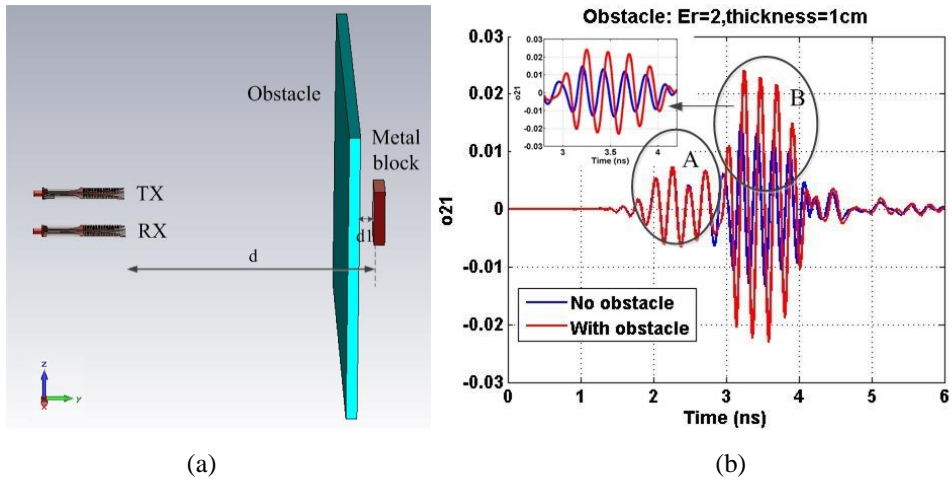 Obstacle
Metal
block
TX
RX
d1
d
z
y
x
(a)
Obstacle: Er=2,thickness=1cm
0.03
0.02
0.01
0
-0.01
-0.02
-0.03
o21
0 1 2 3 4 5 6
Time (ns)
0.03
0.02
0.01
0
-0.01
-0.02
-0.03
o21
3 3.5 4
Time (ns)
A
B
No obstacle
With obstacle
(b)